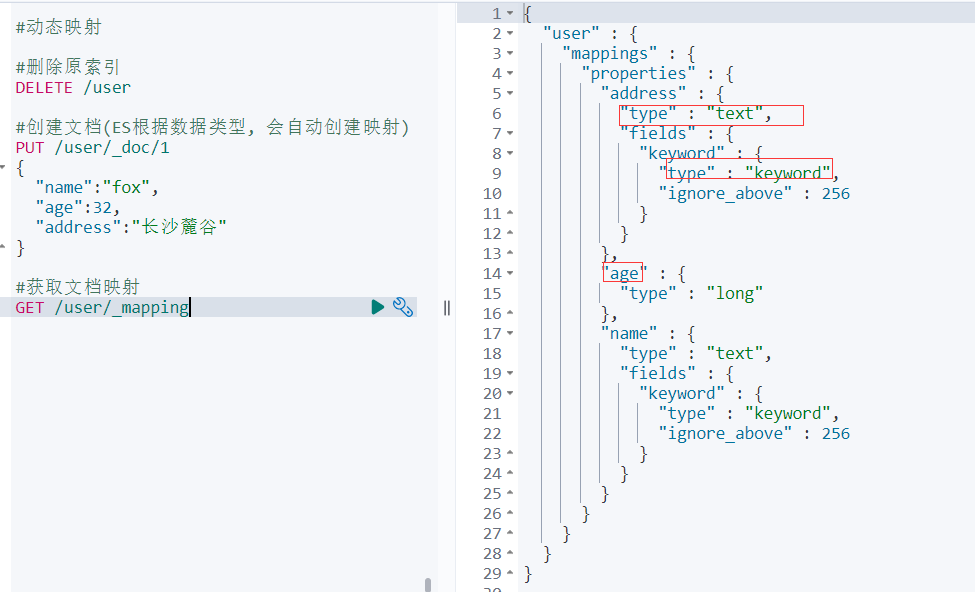 #动态映射
#删除原索引
DELETE /user
#创建文档(ES根据数据类型, 会自动创建映射)
PUT /user/_doc/1
{
  "name":"fox",
  "age":32,
  "address":"长沙麓谷"
}
#获取文档映射
GET /user/_mapping
1 {
2   "user" : {
3     "mappings" : {
4       "properties" : {
5         "address" : {
6           "type" : "text",
7           "fields" : {
8             "keyword" : {
9               "type" : "keyword",
10               "ignore_above" : 256
11             }
12           }
13         },
14         "age" : {
15           "type" : "long"
16         },
17         "name" : {
18           "type" : "text",
19           "fields" : {
20             "keyword" : {
21               "type" : "keyword",
22               "ignore_above" : 256
23             }
24           }
25         }
26       }
27     }
28   }
29 }